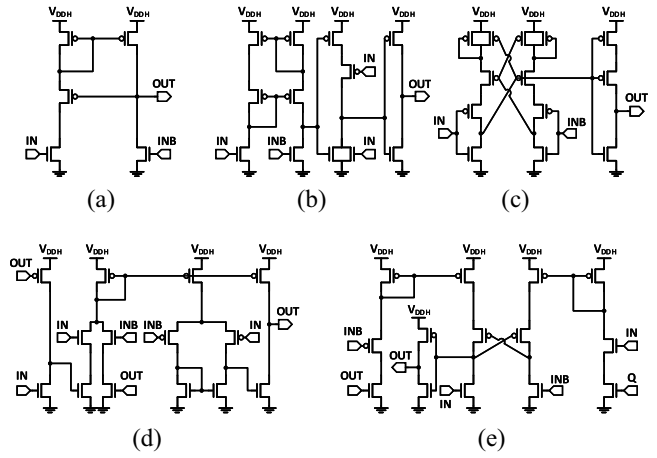 VDDH VDDH
OUT
IN INB
(a)
VDDH VDDH VDDH VDDH
IN
OUT
IN INB IN
(b)
VDDH VDDH VDDH
IN INB OUT
(c)
VDDH VDDH VDDH VDDH
OUT
IN INB INB IN OUT
IN OUT
(d)
VDDH VDDH VDDH VDDH
VDDH
INB OUT IN
OUT IN INB Q
(e)